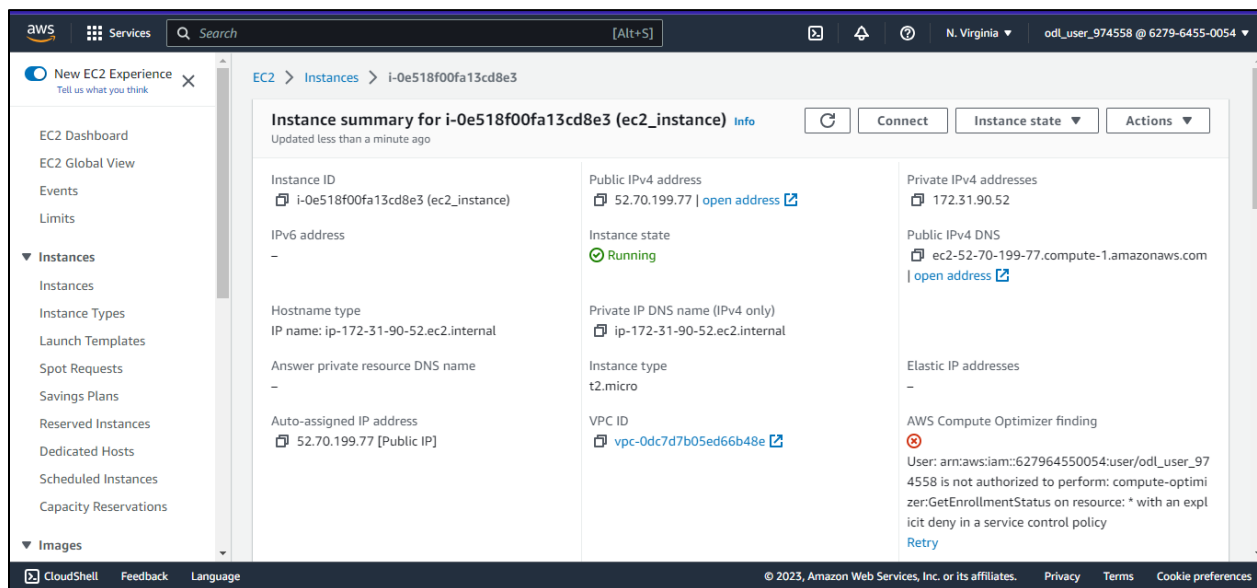 aws
Services
Search
[Alt+S]
N. Virginia ▼
odl_user_974558 @ 6279-6455-0054 ▼
New EC2 Experience
Tell us what you think
EC2 Dashboard
EC2 Global View
Events
Limits
▼ Instances
Instances
Instance Types
Launch Templates
Spot Requests
Savings Plans
Reserved Instances
Dedicated Hosts
Scheduled Instances
Capacity Reservations
▼ Images
EC2 > Instances > i-0e518f00fa13cd8e3
Instance summary for i-0e518f00fa13cd8e3 (ec2_instance) Info
Updated less than a minute ago
Connect
Instance state ▼
Actions ▼
Instance ID
i-0e518f00fa13cd8e3 (ec2_instance)
Public IPv4 address
52.70.199.77 | open address
Private IPv4 addresses
172.31.90.52
IPv6 address
–
Instance state
Running
Public IPv4 DNS
ec2-52-70-199-77.compute-1.amazonaws.com
| open address
Hostname type
IP name: ip-172-31-90-52.ec2.internal
Private IP DNS name (IPv4 only)
ip-172-31-90-52.ec2.internal
Answer private resource DNS name
–
Instance type
t2.micro
Elastic IP addresses
–
Auto-assigned IP address
52.70.199.77 [Public IP]
VPC ID
vpc-0dc7d7b05ed66b48e
AWS Compute Optimizer finding
User: arn:aws:iam::627964550054:user/odl_user_97
4558 is not authorized to perform: compute-optimi
zer:GetEnrollmentStatus on resource: * with an expl
icit deny in a service control policy
Retry
CloudShell
Feedback
Language
© 2023, Amazon Web Services, Inc. or its affiliates.
Privacy
Terms
Cookie preferences